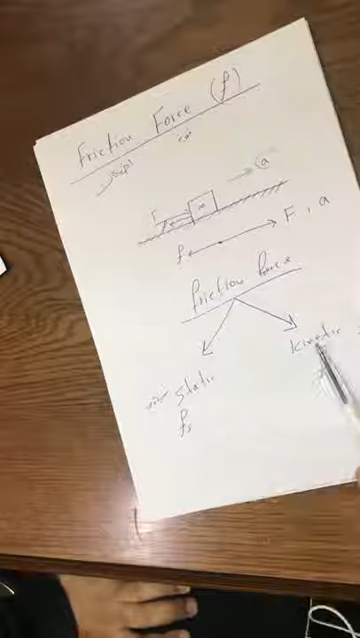 Friction Force (f)
m
a
F
f F, a
friction force
Static kinetic
fs